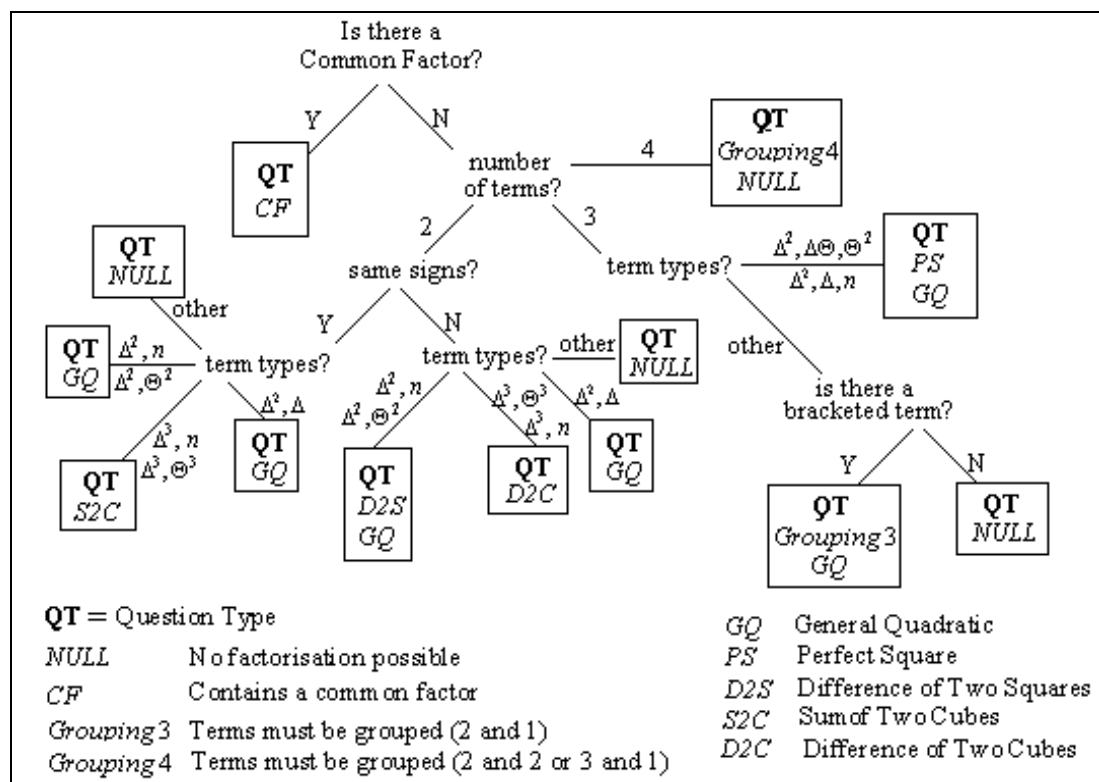 Is there a
Common Factor?
Y
N
QT
CF
number
of terms?
4
QT
Grouping4
NULL
2
3
same signs?
term types?
Δ², ΔΘ, Θ²
Δ², Δ, n
QT
PS
GQ
QT
NULL
other
Y
N
other
QT
GQ
Δ², n
Δ², Θ²
term types?
term types?
other
QT
NULL
is there a
bracketed term?
Δ³, n
Δ³, Θ³
QT
S2C
Δ², Δ
QT
GQ
Δ², n
Δ², Θ²
QT
D2S
GQ
Δ³, Θ³
Δ³, n
QT
D2C
Δ², Δ
QT
GQ
Y
N
QT
Grouping3
GQ
QT
NULL
QT = Question Type
NULL No factorisation possible
CF Contains a common factor
Grouping3 Terms must be grouped (2 and 1)
Grouping4 Terms must be grouped (2 and 2 or 3 and 1)
GQ General Quadratic
PS Perfect Square
D2S Difference of Two Squares
S2C Sum of Two Cubes
D2C Difference of Two Cubes